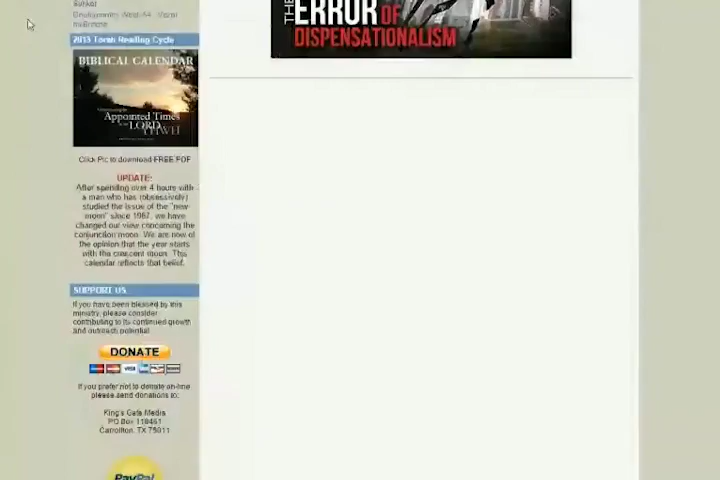 THE
ERROR OF
DISPENSATIONALISM
2013 Torah Reading Cycle
BIBLICAL CALENDAR
Appointed Times
LORD
YHWH
Click Pic to download FREE PDF
UPDATE:
After spending over 4 hours with
a man who has (obsessively)
studied the issue of the "new
moon" since 1987, we have
changed our view concerning the
conjunction moon. We are now of
the opinion that the year starts
with the crescent moon. This
calendar reflects that belief.
SUPPORT US
If you have been blessed by this
ministry, please consider
contributing to its continued growth
and outreach potential
DONATE
VISA
If you prefer not to donate on-line
please send donations to:
King's Gate Media
PO Box
Carrollton, TX 75011
PayPal